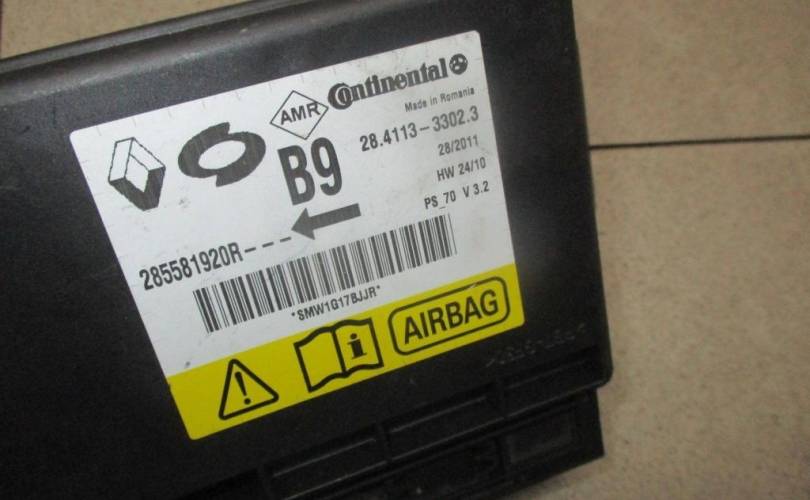 AMR Continental
Made in Romania
B9 28.4113-3302.3
28/2011
HW 24/10
PS_70 V 3.2
285581920R---
*SMW1G17BJJR*
AIRBAG